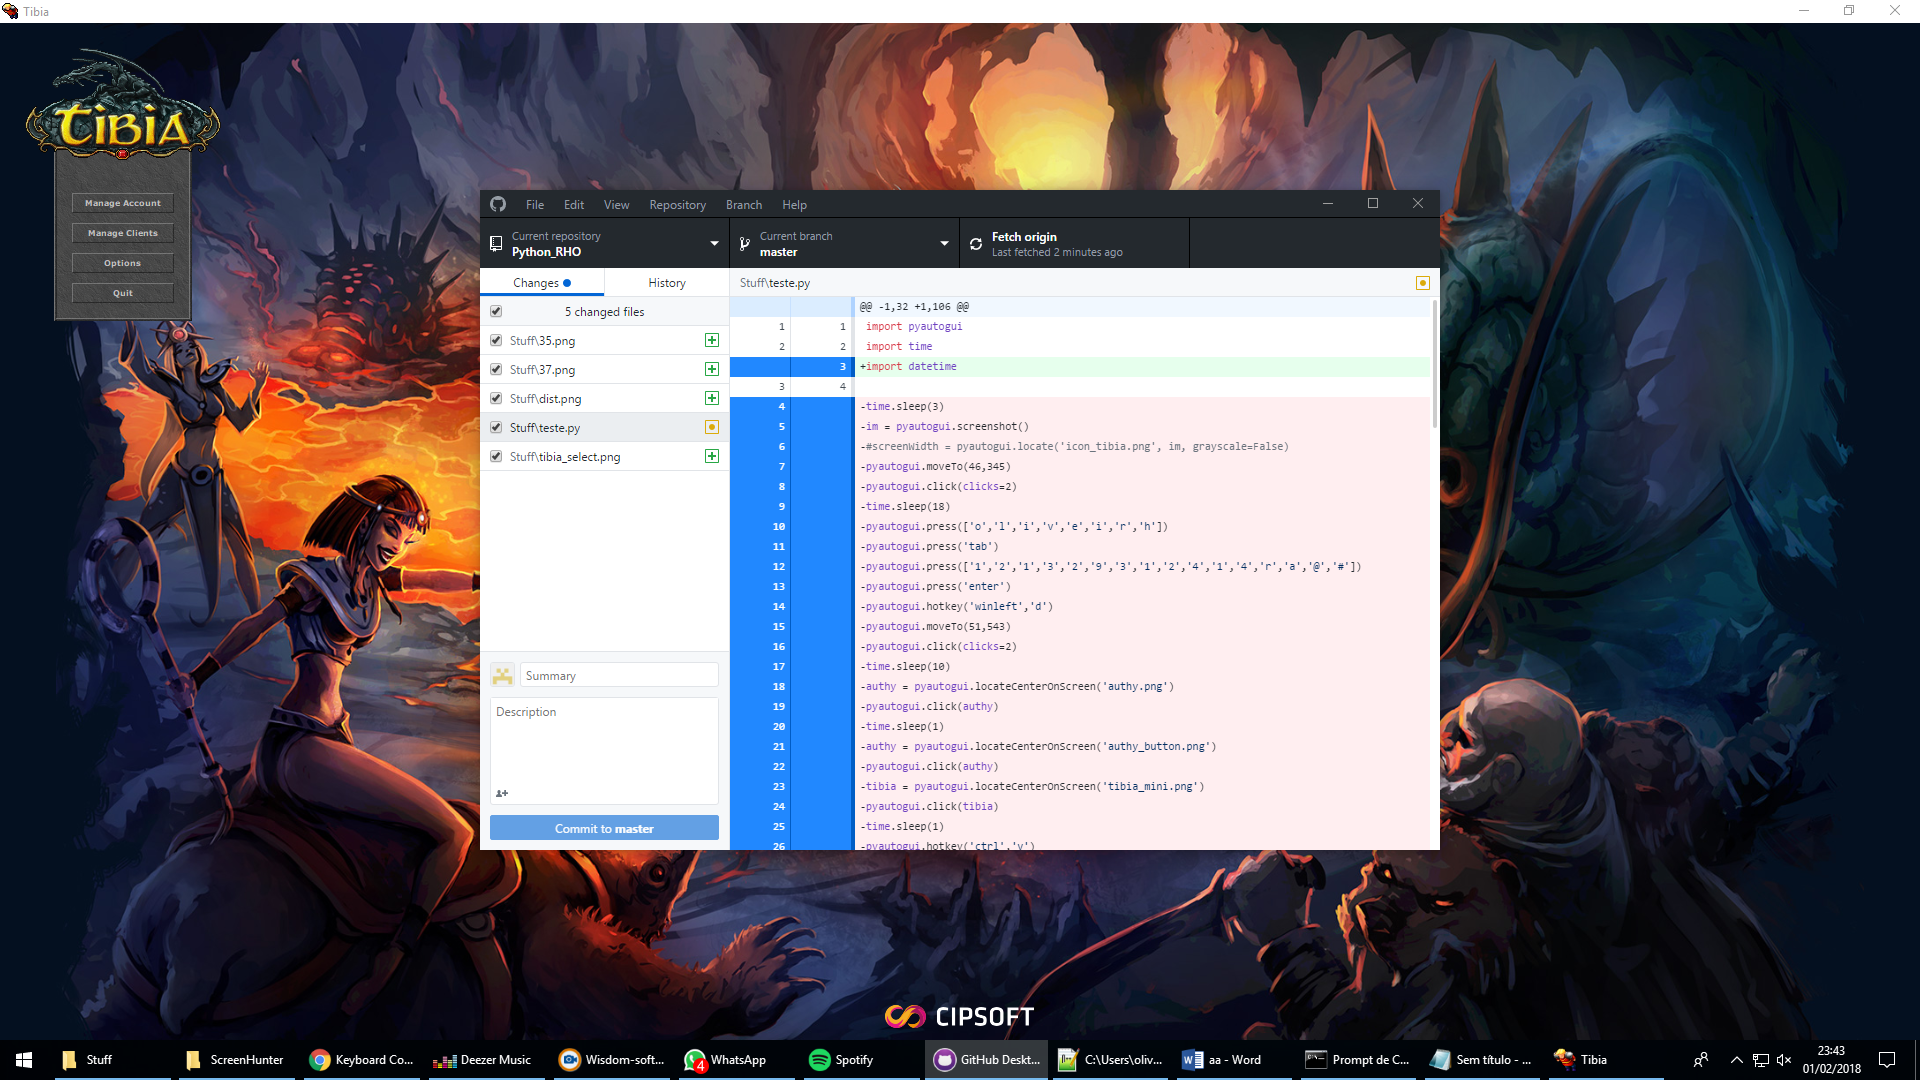 Tibia
TIBIA
Manage Account
Manage Clients
Options
Quit
File Edit View Repository Branch Help
Current repository
Python_RHO
Current branch
master
Fetch origin
Last fetched 2 minutes ago
Changes History
5 changed files
Stuff\35.png
Stuff\37.png
Stuff\dist.png
Stuff\teste.py
Stuff\tibia_select.png
Summary
Description
Commit to master
Stuff\teste.py
@@ -1,32 +1,106 @@
1 1 import pyautogui
2 2 import time
3 +import datetime
3 4
4 -time.sleep(3)
5 -im = pyautogui.screenshot()
6 -#screenWidth = pyautogui.locate('icon_tibia.png', im, grayscale=False)
7 -pyautogui.moveTo(46,345)
8 -pyautogui.click(clicks=2)
9 -time.sleep(18)
10 -pyautogui.press(['o','l','i','v','e','i','r','h'])
11 -pyautogui.press('tab')
12 -pyautogui.press(['1','2','1','3','2','9','3','1','2','4','1','4','r','a','@','#'])
13 -pyautogui.press('enter')
14 -pyautogui.hotkey('winleft','d')
15 -pyautogui.moveTo(51,543)
16 -pyautogui.click(clicks=2)
17 -time.sleep(10)
18 -authy = pyautogui.locateCenterOnScreen('authy.png')
19 -pyautogui.click(authy)
20 -time.sleep(1)
21 -authy = pyautogui.locateCenterOnScreen('authy_button.png')
22 -pyautogui.click(authy)
23 -tibia = pyautogui.locateCenterOnScreen('tibia_mini.png')
24 -pyautogui.click(tibia)
25 -time.sleep(1)
26 -pyautogui.hotkey('ctrl','v')
CIPSOFT
Stuff ScreenHunter Keyboard Co... Deezer Music Wisdom-soft... 4 WhatsApp Spotify GitHub Deskt... C:\Users\oliv... aa - Word Prompt de C... Sem título - ... Tibia
23:43
01/02/2018